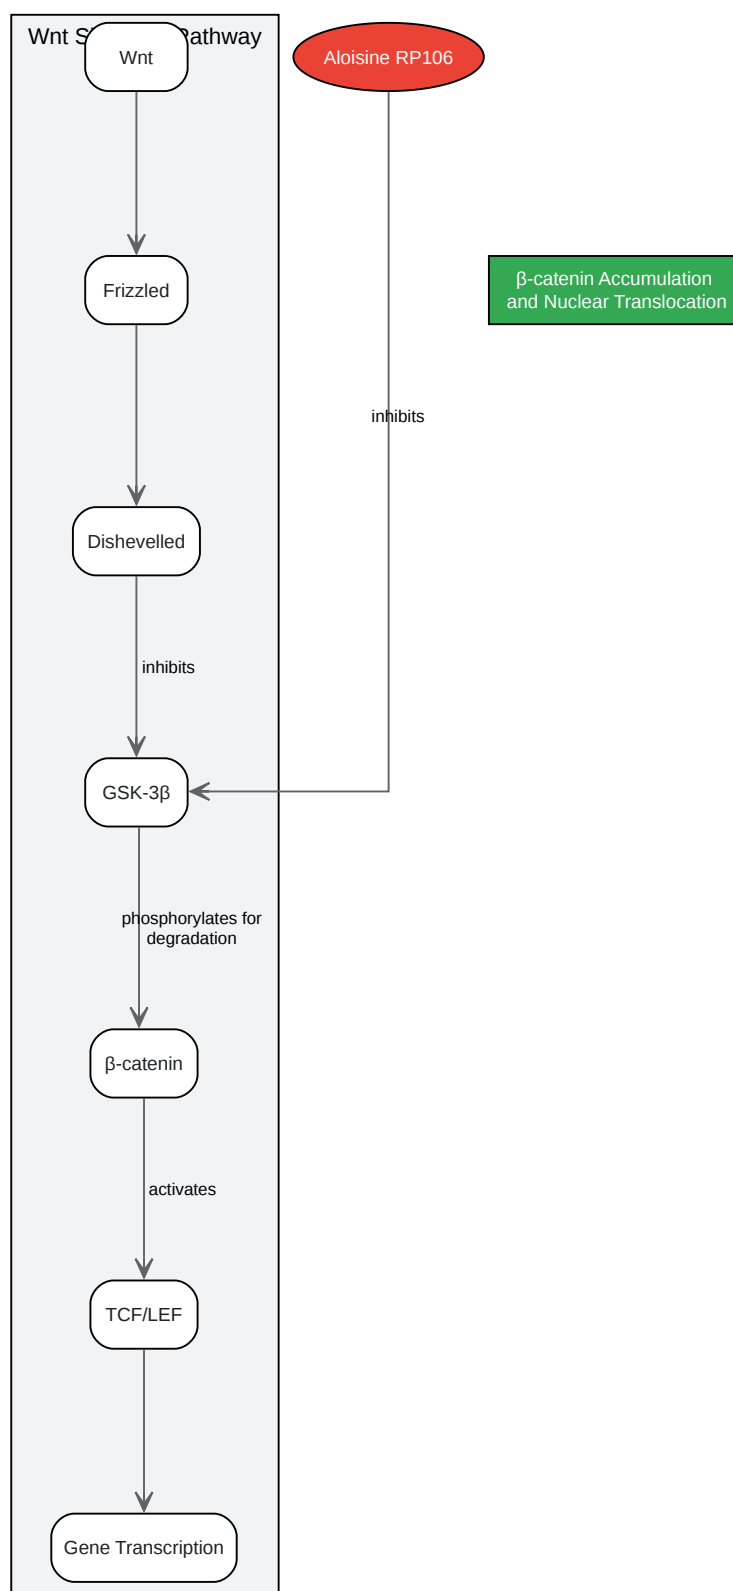 Wnt S Pathway
Wnt
Aloisine RP106
Frizzled
β-catenin Accumulation
and Nuclear Translocation
inhibits
Dishevelled
inhibits
GSK-3β
phosphorylates for
degradation
β-catenin
activates
TCF/LEF
Gene Transcription